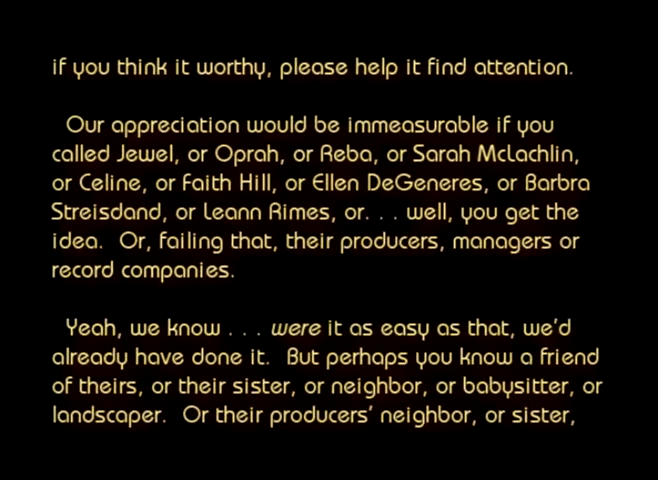 if you think it worthy, please help it find attention.
Our appreciation would be immeasurable if you
called Jewel, or Oprah, or Reba, or Sarah McLachlin,
or Celine, or Faith Hill, or Ellen DeGeneres, or Barbra
Streisdand, or Leann Rimes, or. . . well, you get the
idea. Or, failing that, their producers, managers or
record companies.
Yeah, we know . . . were it as easy as that, we'd
already have done it. But perhaps you know a friend
of theirs, or their sister, or neighbor, or babysitter, or
landscaper. Or their producers' neighbor, or sister,